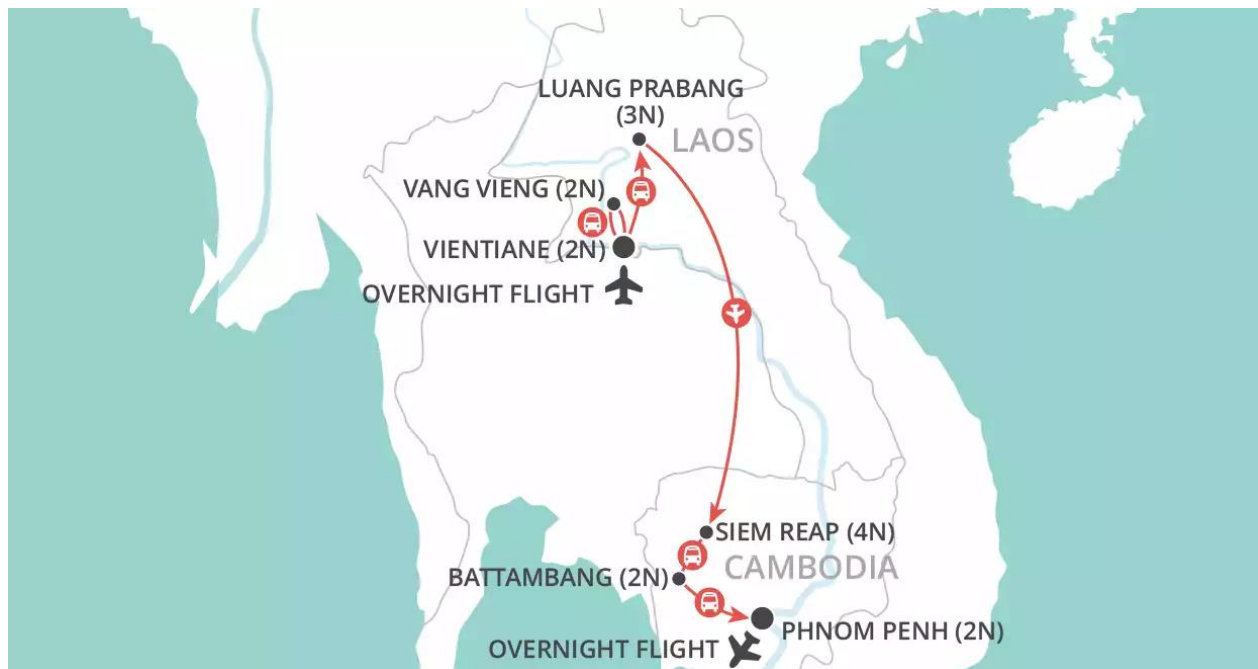 LUANG PRABANG
(3N)
LAOS
VANG VIENG (2N)
VIENTIANE (2N)
OVERNIGHT FLIGHT
SIEM REAP (4N)
CAMBODIA
BATTAMBANG (2N)
PHNOM PENH (2N)
OVERNIGHT FLIGHT